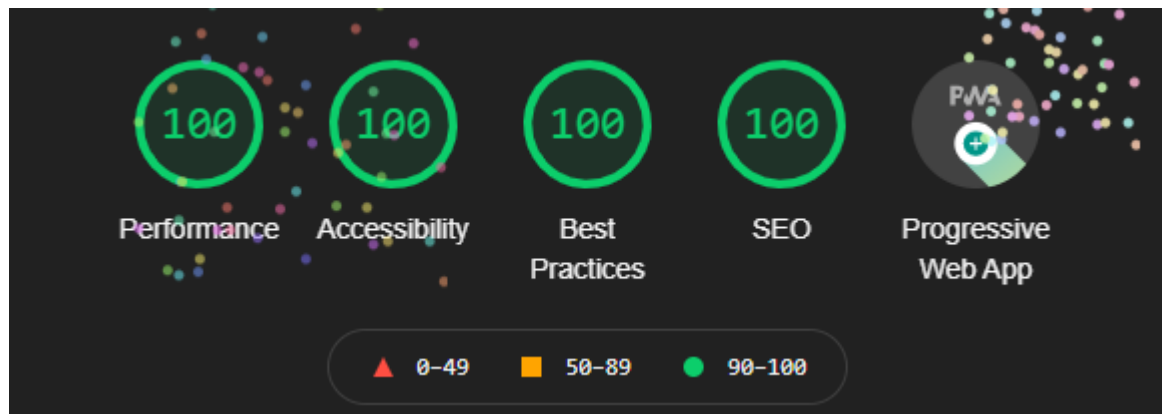 100
100
100
100
PWA
Performance
Accessibility
Best
Practices
SEO
Progressive
Web App
0–49
50–89
90–100